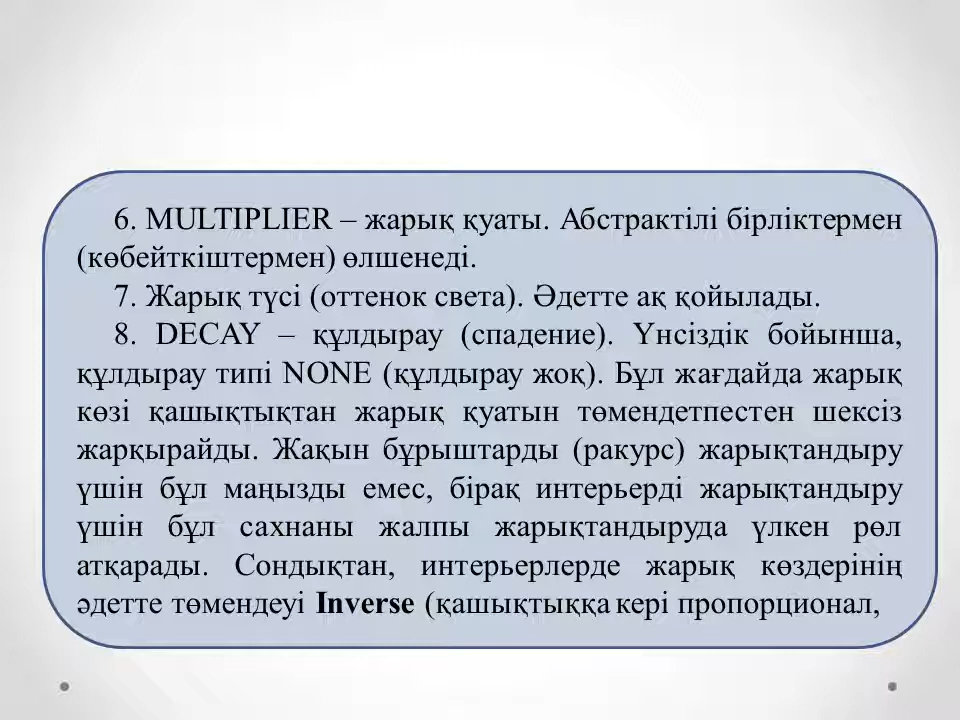 6. MULTIPLIER – жарық қуаты. Абстрактілі бірліктермен
(көбейткіштермен) өлшенеді.
7. Жарық түсі (оттенок света). Әдетте ақ қойылады.
8. DECAY – құлдырау (спадение). Үнсіздік бойынша,
құлдырау типі NONE (құлдырау жоқ). Бұл жағдайда жарық
көзі қашықтықтан жарық қуатын төмендетпестен шексіз
жарқырайды. Жақын бұрыштарды (ракурс) жарықтандыру
үшін бұл маңызды емес, бірақ интерьерді жарықтандыру
үшін бұл сахнаны жалпы жарықтандыруда үлкен рөл
атқарады. Сондықтан, интерьерлерде жарық көздерінің
әдетте төмендеуі Inverse (қашықтыққа кері пропорционал,